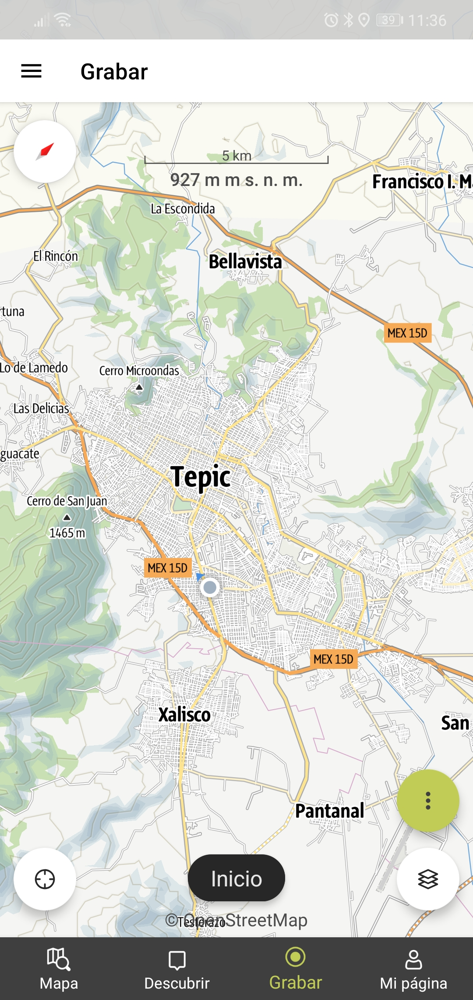 39 11:36
Grabar
5 km
927 m m s. n. m.
Francisco I. Ma
La Escondida
El Rincón
Bellavista
rtuna
MEX 15D
Lo de Lamedo
Cerro Microondas
Las Delicias
guacate
Tepic
Cerro de San Juan
1465 m
MEX 15D
MEX 15D
Xalisco
San
Pantanal
Inicio
© OpenStreetMap
Testerazo
Mapa
Descubrir
Grabar
Mi página